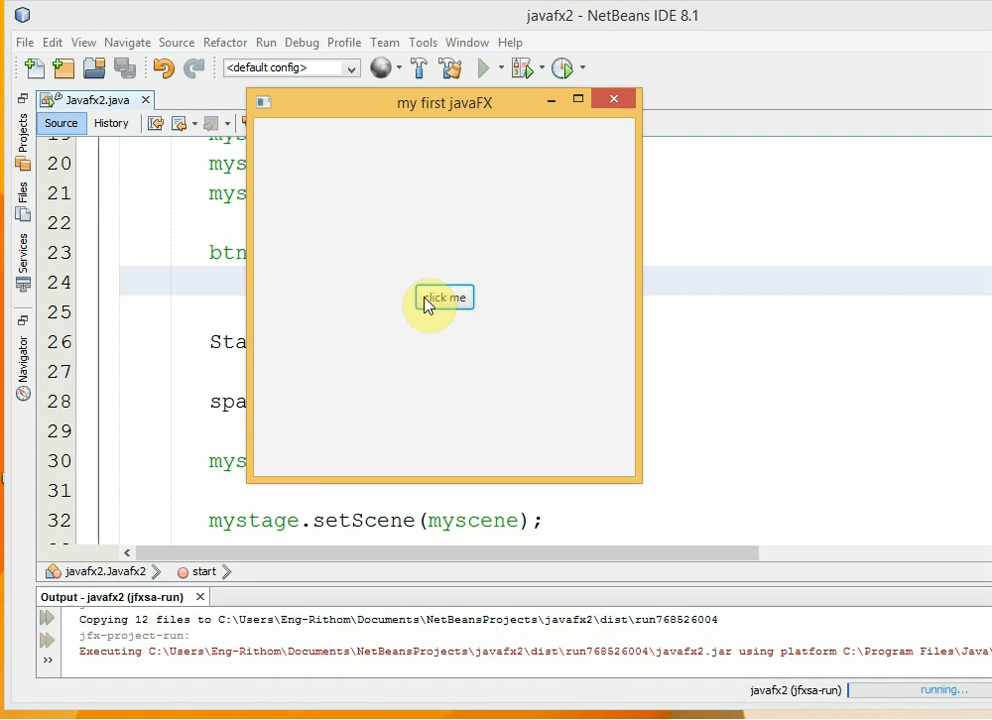 javafx2 - NetBeans IDE 8.1
File Edit View Navigate Source Refactor Run Debug Profile Team Tools Window Help
<default config>
Javafx2.java
my first javaFX
Source History
Projects
Files
Services
Navigator
20 mys
21 mys
22
23 btn
24
25
26 Sta
27
28 spa
29
30 mys
31
32 mystage.setScene(myscene);
click me
javafx2.Javafx2 start
Output - javafx2 (jfxsa-run)
Copying 12 files to C:\Users\Eng-Rithom\Documents\NetBeansProjects\javafx2\dist\run768526004
jfx-project-run:
Executing C:\Users\Eng-Rithom\Documents\NetBeansProjects\javafx2\dist\run768526004\javafx2.jar using platform C:\Program Files\Java\
javafx2 (jfxsa-run) running...